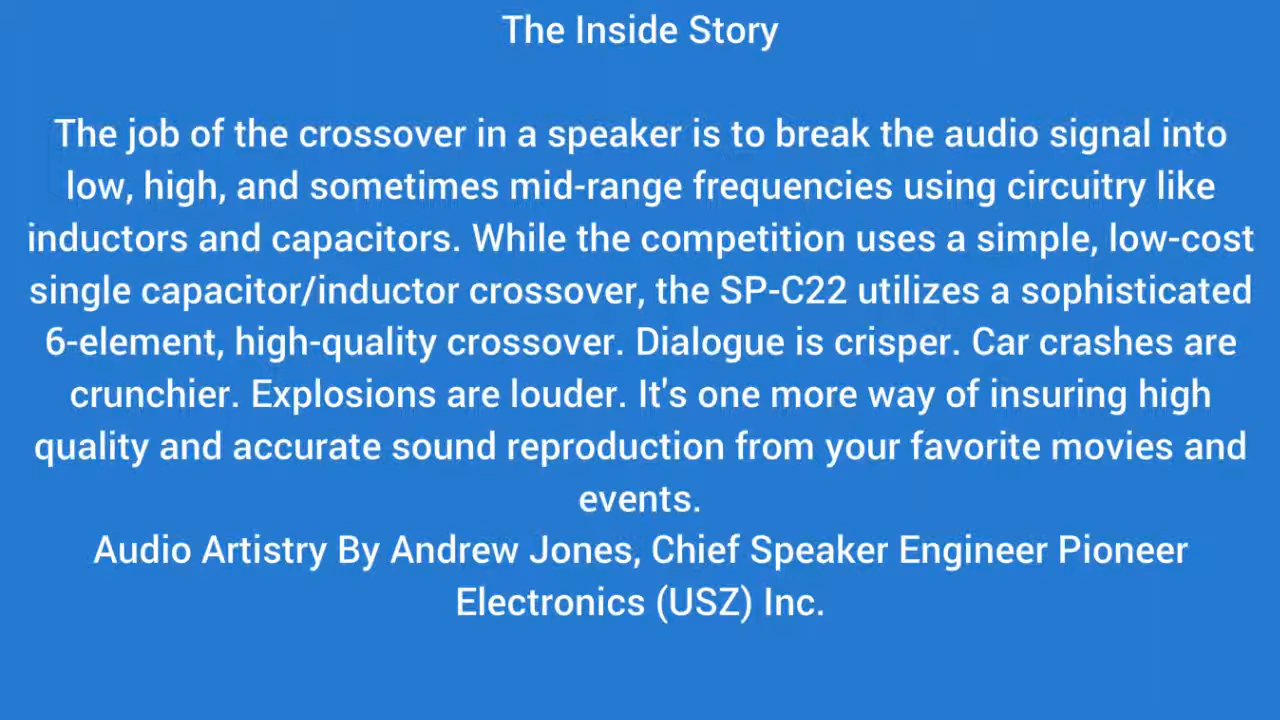 The Inside Story
The job of the crossover in a speaker is to break the audio signal into
low, high, and sometimes mid-range frequencies using circuitry like
inductors and capacitors. While the competition uses a simple, low-cost
single capacitor/inductor crossover, the SP-C22 utilizes a sophisticated
6-element, high-quality crossover. Dialogue is crisper. Car crashes are
crunchier. Explosions are louder. It's one more way of insuring high
quality and accurate sound reproduction from your favorite movies and
events.
Audio Artistry By Andrew Jones, Chief Speaker Engineer Pioneer
Electronics (USZ) Inc.